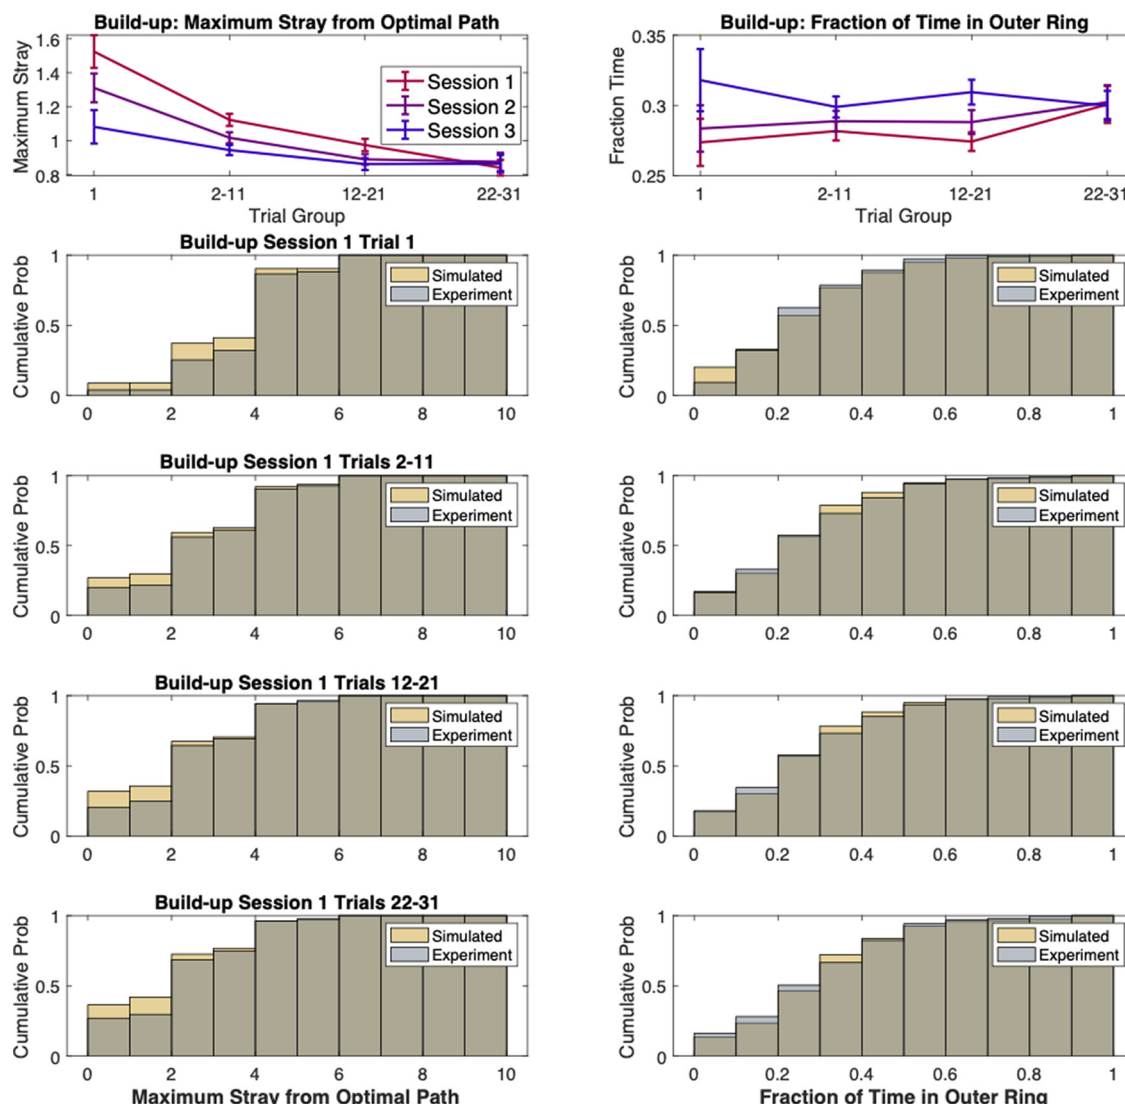 Build-up: Maximum Stray from Optimal Path
Maximum Stray
1.6
1.4
1.2
1
0.8
Session 1
Session 2
Session 3
1 2-11 12-21 22-31
Trial Group
Build-up: Fraction of Time in Outer Ring
Fraction Time
0.35
0.3
0.25
1 2-11 12-21 22-31
Trial Group
Build-up Session 1 Trial 1
Cumulative Prob
1
0.5
0
Simulated
Experiment
0 2 4 6 8 10
Cumulative Prob
1
0.5
0
Simulated
Experiment
0 0.2 0.4 0.6 0.8 1
Build-up Session 1 Trials 2-11
Cumulative Prob
1
0.5
0
Simulated
Experiment
0 2 4 6 8 10
Cumulative Prob
1
0.5
0
Simulated
Experiment
0 0.2 0.4 0.6 0.8 1
Build-up Session 1 Trials 12-21
Cumulative Prob
1
0.5
0
Simulated
Experiment
0 2 4 6 8 10
Cumulative Prob
1
0.5
0
Simulated
Experiment
0 0.2 0.4 0.6 0.8 1
Build-up Session 1 Trials 22-31
Cumulative Prob
1
0.5
0
Simulated
Experiment
0 2 4 6 8 10
Maximum Stray from Optimal Path
Cumulative Prob
1
0.5
0
Simulated
Experiment
0 0.2 0.4 0.6 0.8 1
Fraction of Time in Outer Ring